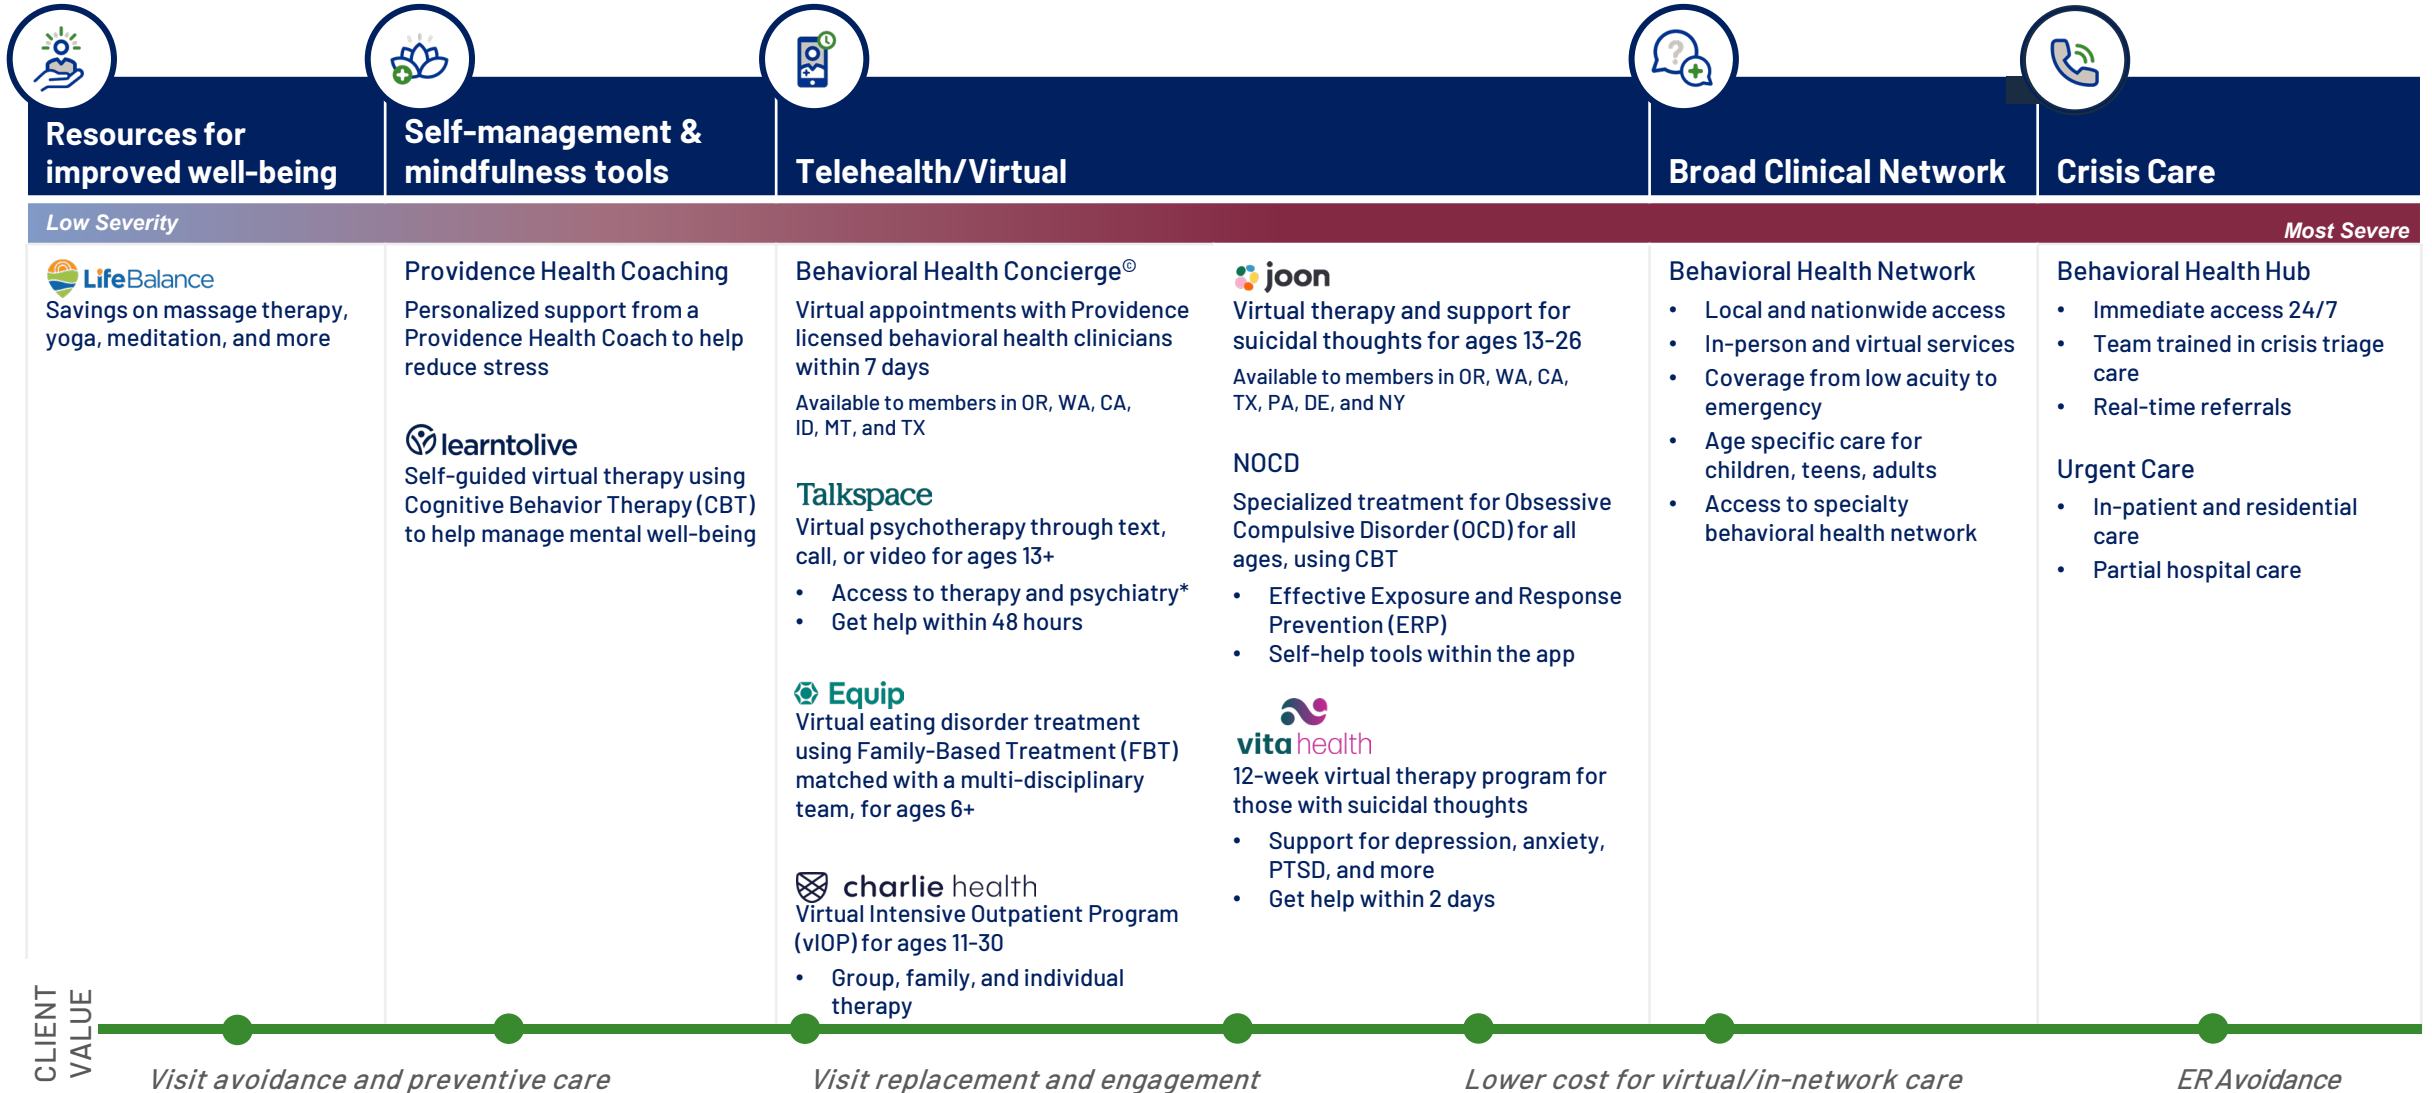 Resources for
improved well-being
Self-management &
mindfulness tools
Telehealth/Virtual
Broad Clinical Network
Crisis Care
Low Severity
Most Severe
LifeBalance
Savings on massage therapy,
yoga, meditation, and more
Providence Health Coaching
Personalized support from a
Providence Health Coach to help
reduce stress
learntolive
Self-guided virtual therapy using
Cognitive Behavior Therapy (CBT)
to help manage mental well-being
Behavioral Health Concierge©
Virtual appointments with Providence
licensed behavioral health clinicians
within 7 days
Available to members in OR, WA, CA,
ID, MT, and TX
Talkspace
Virtual psychotherapy through text,
call, or video for ages 13+
• Access to therapy and psychiatry*
• Get help within 48 hours
Equip
Virtual eating disorder treatment
using Family-Based Treatment (FBT)
matched with a multi-disciplinary
team, for ages 6+
charlie health
Virtual Intensive Outpatient Program
(vIOP) for ages 11-30
• Group, family, and individual
therapy
joon
Virtual therapy and support for
suicidal thoughts for ages 13-26
Available to members in OR, WA, CA,
TX, PA, DE, and NY
NOCD
Specialized treatment for Obsessive
Compulsive Disorder (OCD) for all
ages, using CBT
• Effective Exposure and Response
Prevention (ERP)
• Self-help tools within the app
vita health
12-week virtual therapy program for
those with suicidal thoughts
• Support for depression, anxiety,
PTSD, and more
• Get help within 2 days
Behavioral Health Network
• Local and nationwide access
• In-person and virtual services
• Coverage from low acuity to
emergency
• Age specific care for
children, teens, adults
• Access to specialty
behavioral health network
Behavioral Health Hub
• Immediate access 24/7
• Team trained in crisis triage
care
• Real-time referrals
Urgent Care
• In-patient and residential
care
• Partial hospital care
CLIENT
VALUE
Visit avoidance and preventive care
Visit replacement and engagement
Lower cost for virtual/in-network care
ER Avoidance